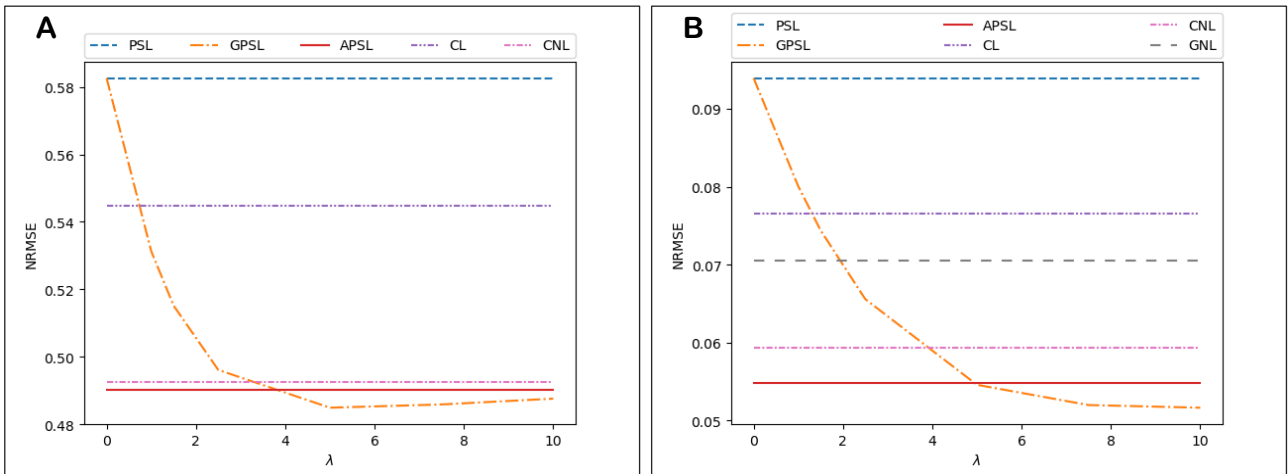 A
PSL GPSL APSL CL CNL
0.58
0.56
0.54
0.52
0.50
0.48
NRMSE
0 2 4 6 8 10
λ
B
PSL APSL CNL
GPSL CL GNL
0.09
0.08
0.07
0.06
0.05
NRMSE
0 2 4 6 8 10
λ